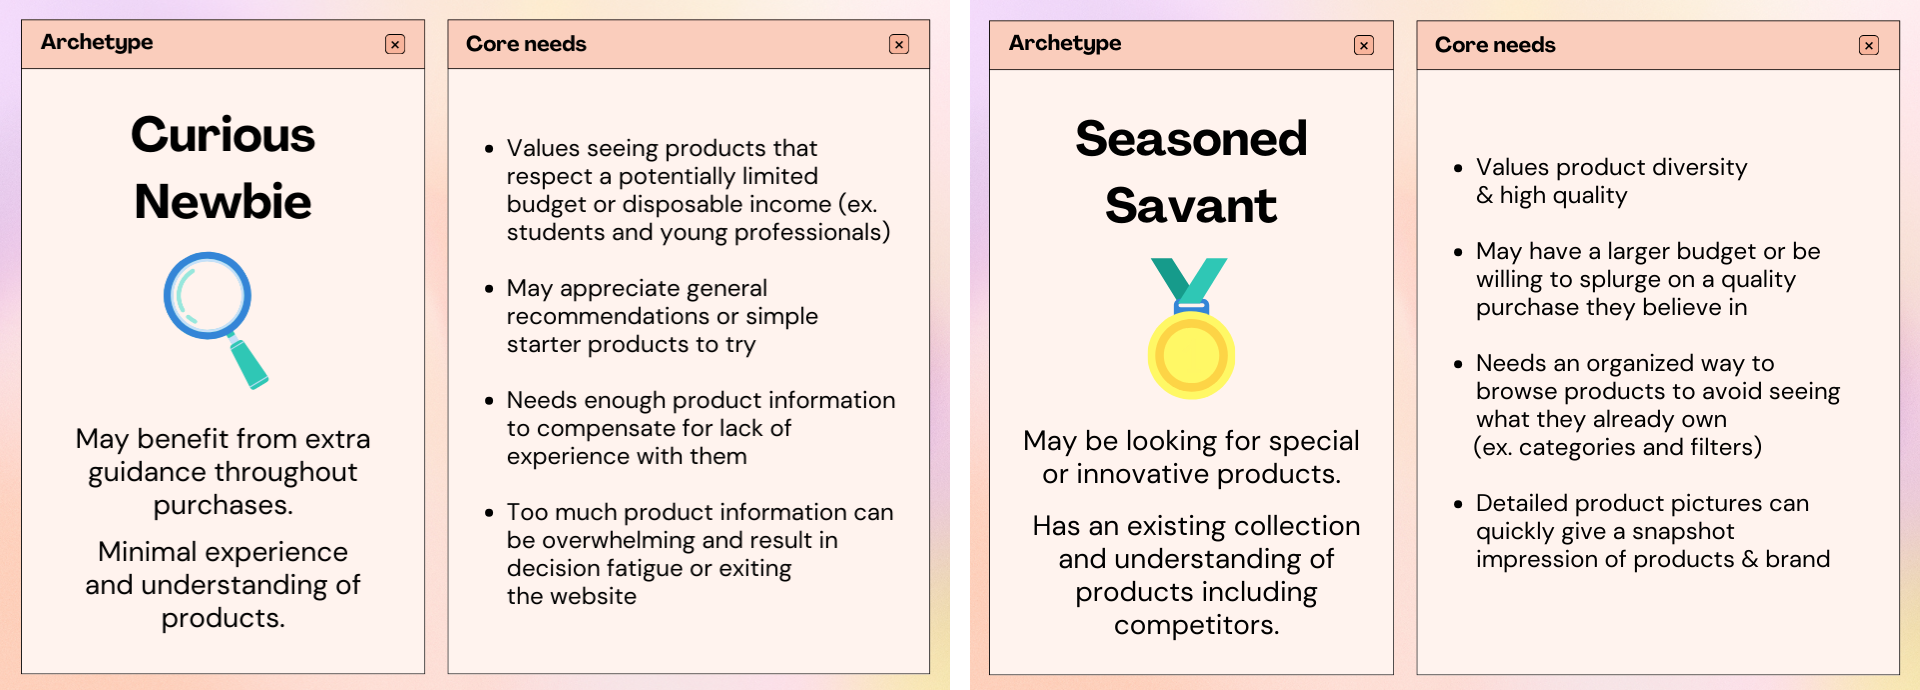 Archetype
Curious
Newbie
May benefit from extra
guidance throughout
purchases.
Minimal experience
and understanding of
products.
Core needs
• Values seeing products that
respect a potentially limited
budget or disposable income (ex.
students and young professionals)
• May appreciate general
recommendations or simple
starter products to try
• Needs enough product information
to compensate for lack of
experience with them
• Too much product information can
be overwhelming and result in
decision fatigue or exiting
the website
Archetype
Seasoned
Savant
May be looking for special
or innovative products.
Has an existing collection
and understanding of
products including
competitors.
Core needs
• Values product diversity
& high quality
• May have a larger budget or be
willing to splurge on a quality
purchase they believe in
• Needs an organized way to
browse products to avoid seeing
what they already own
(ex. categories and filters)
• Detailed product pictures can
quickly give a snapshot
impression of products & brand